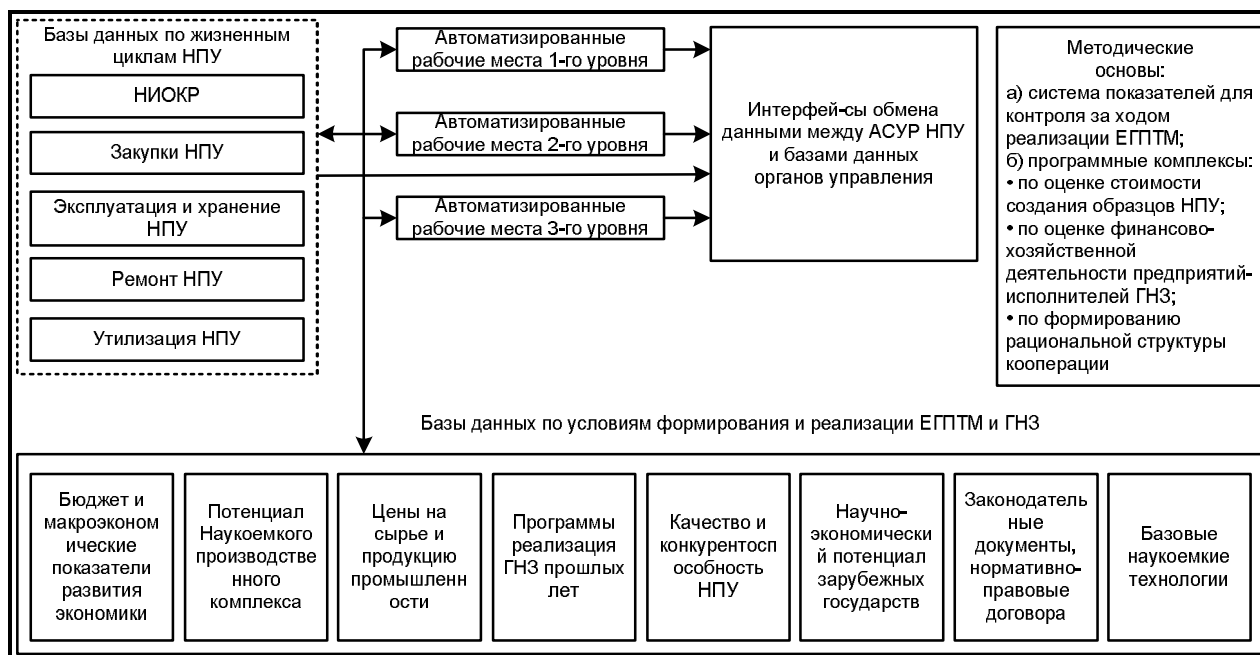 Базы данных по жизненным
циклам НПУ
НИОКР
Закупки НПУ
Эксплуатация и хранение
НПУ
Ремонт НПУ
Утилизация НПУ
Автоматизированные
рабочие места 1-го уровня
Автоматизированные
рабочие места 2-го уровня
Автоматизированные
рабочие места 3-го уровня
Интерфей-сы обмена
данными между АСУР НПУ
и базами данных
органов управления
Методические
основы:
а) система показателей для
контроля за ходом
реализации ЕГПТМ;
б) программные комплексы:
• по оценке стоимости
создания образцов НПУ;
• по оценке финансово-
хозяйственной
деятельности предприятий-
исполнителей ГНЗ;
• по формированию
рациональной структуры
кооперации
Базы данных по условиям формирования и реализации ЕГПТМ и ГНЗ
Бюджет и
макроэконом
ические
показатели
развития
экономики
Потенциал
Наукоемкого
производстве
нного
комплекса
Цены на
сырье и
продукцию
промышленн
ости
Программы
реализация
ГНЗ прошлых
лет
Качество и
конкурентосп
особность
НПУ
Научно-
экономически
й потенциал
зарубежных
государств
Законодатель
ные
документы,
нормативно-
правовые
договора
Базовые
наукоемкие
технологии